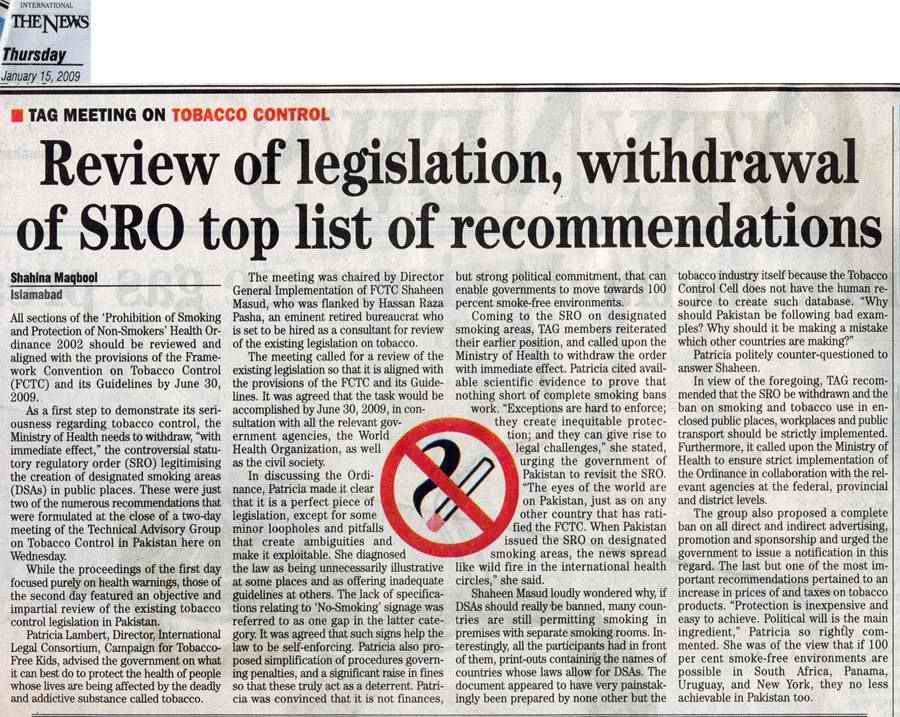 INTERNATIONAL
THE NEWS
Thursday
January 15, 2009
TAG MEETING ON TOBACCO CONTROL
Review of legislation, withdrawal
of SRO top list of recommendations
Shahina Maqbool
Islamabad
All sections of the ‘Prohibition of Smoking
and Protection of Non-Smokers’ Health Or-
dinance 2002 should be reviewed and
aligned with the provisions of the Frame-
work Convention on Tobacco Control
(FCTC) and its Guidelines by June 30,
2009.
As a first step to demonstrate its seri-
ousness regarding tobacco control, the
Ministry of Health needs to withdraw, “with
immediate effect,” the controversial statu-
tory regulatory order (SRO) legitimising
the creation of designated smoking areas
(DSAs) in public places. These were just
two of the numerous recommendations that
were formulated at the close of a two-day
meeting of the Technical Advisory Group
on Tobacco Control in Pakistan here on
Wednesday.
While the proceedings of the first day
focused purely on health warnings, those of
the second day featured an objective and
impartial review of the existing tobacco
control legislation in Pakistan.
Patricia Lambert, Director, International
Legal Consortium, Campaign for Tobacco-
Free Kids, advised the government on what
it can best do to protect the health of people
whose lives are being affected by the deadly
and addictive substance called tobacco.
The meeting was chaired by Director
General Implementation of FCTC Shaheen
Masud, who was flanked by Hassan Raza
Pasha, an eminent retired bureaucrat who
is set to be hired as a consultant for review
of the existing legislation on tobacco.
The meeting called for a review of the
existing legislation so that it is aligned with
the provisions of the FCTC and its Guide-
lines. It was agreed that the task would be
accomplished by June 30, 2009, in con-
sultation with all the relevant gov-
ernment agencies, the World
Health Organization, as well
as the civil society.
In discussing the Ordi-
nance, Patricia made it clear
that it is a perfect piece of
legislation, except for some
minor loopholes and pitfalls
that create ambiguities and
make it exploitable. She diagnosed
the law as being unnecessarily illustrative
at some places and as offering inadequate
guidelines at others. The lack of specifica-
tions relating to ‘No-Smoking’ signage was
referred to as one gap in the latter cate-
gory. It was agreed that such signs help the
law to be self-enforcing. Patricia also pro-
posed simplification of procedures govern-
ing penalties, and a significant raise in fines
so that these truly act as a deterrent. Patri-
cia was convinced that it is not finances,
but strong political commitment, that can
enable governments to move towards 100
percent smoke-free environments.
Coming to the SRO on designated
smoking areas, TAG members reiterated
their earlier position, and called upon the
Ministry of Health to withdraw the order
with immediate effect. Patricia cited avail-
able scientific evidence to prove that
nothing short of complete smoking bans
work. “Exceptions are hard to enforce;
they create inequitable protec-
tion; and they can give rise to
legal challenges,” she stated,
urging the government of
Pakistan to revisit the SRO.
“The eyes of the world are
on Pakistan, just as on any
other country that has rati-
fied the FCTC. When Pakistan
issued the SRO on designated
smoking areas, the news spread
like wild fire in the international health
circles,” she said.
Shaheen Masud loudly wondered why, if
DSAs should really be banned, many coun-
tries are still permitting smoking in
premises with separate smoking rooms. In-
terestingly, all the participants had in front
of them, print-outs containing the names of
countries whose laws allow for DSAs. The
document appeared to have very painstak-
ingly been prepared by none other but the
tobacco industry itself because the Tobacco
Control Cell does not have the human re-
source to create such database. “Why
should Pakistan be following bad exam-
ples? Why should it be making a mistake
which other countries are making?”
Patricia politely counter-questioned to
answer Shaheen.
In view of the foregoing, TAG recom-
mended that the SRO be withdrawn and the
ban on smoking and tobacco use in en-
closed public places, workplaces and public
transport should be strictly implemented.
Furthermore, it called upon the Ministry of
Health to ensure strict implementation of
the Ordinance in collaboration with the rel-
evant agencies at the federal, provincial
and district levels.
The group also proposed a complete
ban on all direct and indirect advertising,
promotion and sponsorship and urged the
government to issue a notification in this
regard. The last but one of the most im-
portant recommendations pertained to an
increase in prices of and taxes on tobacco
products. “Protection is inexpensive and
easy to achieve. Political will is the main
ingredient,” Patricia so rightly com-
mented. She was of the view that if 100
per cent smoke-free environments are
possible in South Africa, Panama,
Uruguay, and New York, they no less
achievable in Pakistan too.